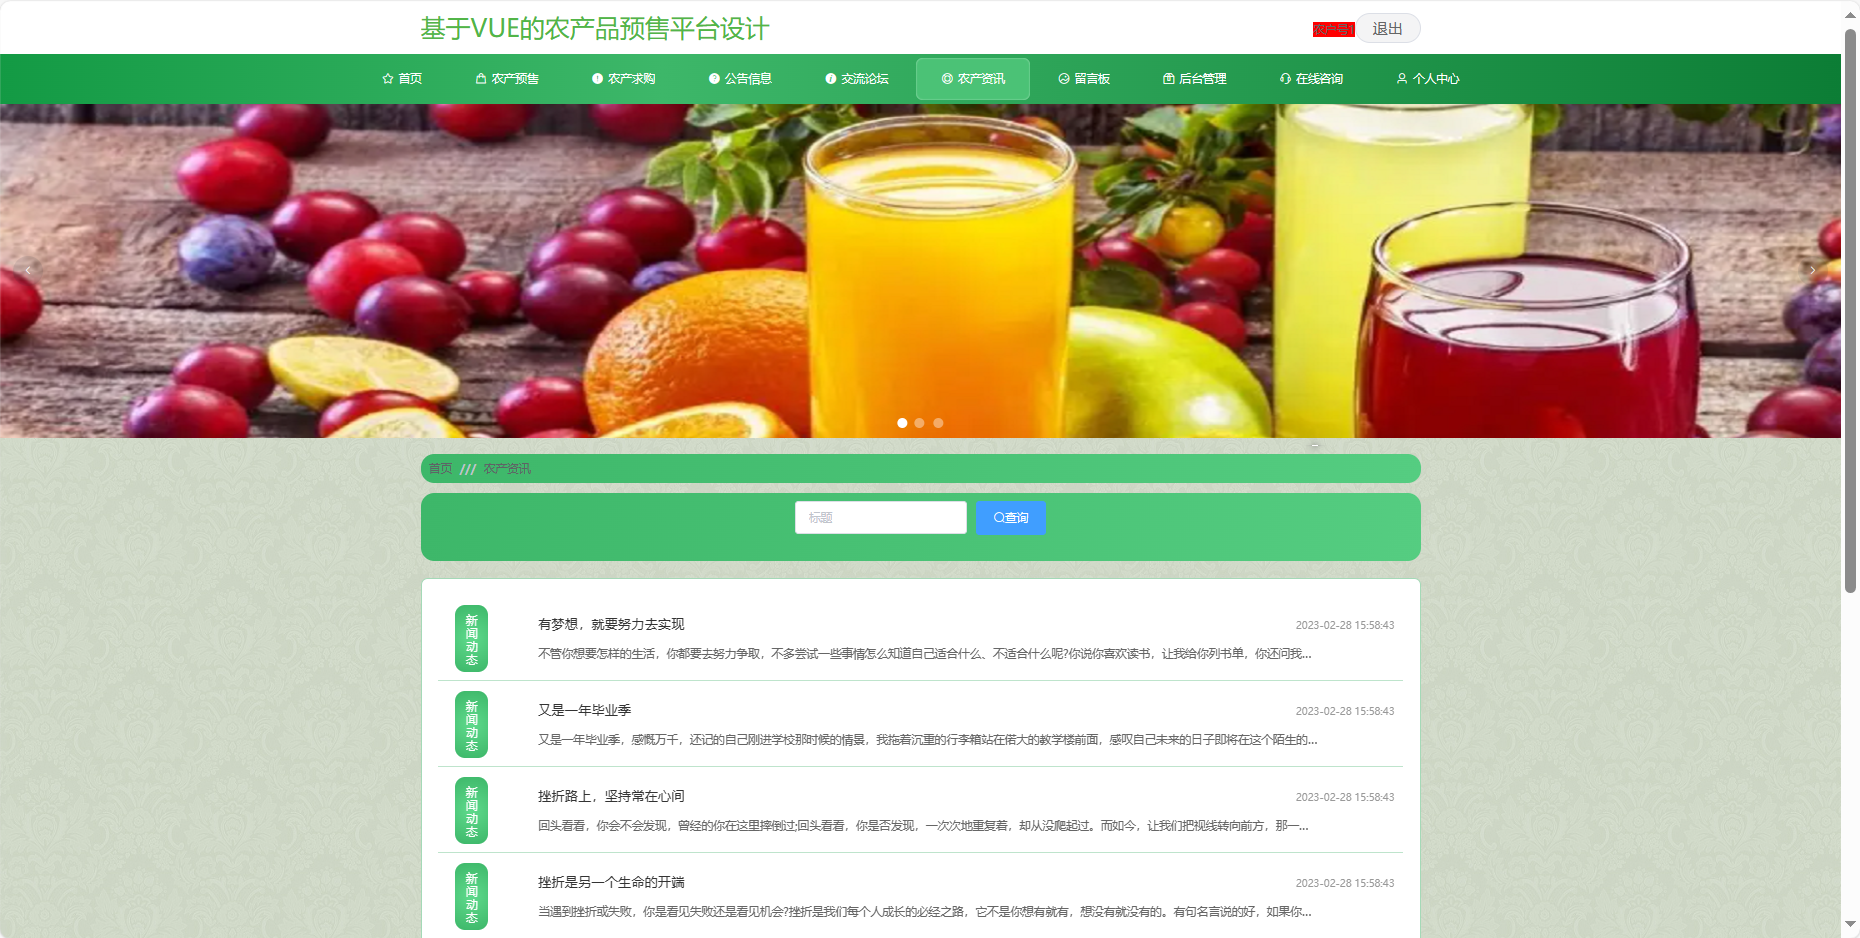 基于VUE的农产品预售平台设计
农户号1 退出
首页 农产预售 农产求购 公告信息 交流论坛 农产资讯 留言板 后台管理 在线咨询 个人中心
首页 /// 农产资讯
标题 查询
新闻动态
有梦想，就要努力去实现 2023-02-28 15:58:43
不管你想要怎样的生活，你都要去努力争取，不多尝试一些事情怎么知道自己适合什么、不适合什么呢?你说你喜欢读书，让我给你列书单，你还问我...
新闻动态
又是一年毕业季 2023-02-28 15:58:43
又是一年毕业季，感慨万千，还记的自己刚进学校那时候的情景，我拖着沉重的行李箱站在偌大的教学楼前面，感叹自己未来的日子即将在这个陌生的...
新闻动态
挫折路上，坚持常在心间 2023-02-28 15:58:43
回头看看，你会不会发现，曾经的你在这里摔倒过;回头看看，你是否发现，一次次地重复着，却从没爬起过。而如今，让我们把视线转向前方，那一...
新闻动态
挫折是另一个生命的开端 2023-02-28 15:58:43
当遇到挫折或失败，你是看见失败还是看见机会?挫折是我们每个人成长的必经之路，它不是你想有就有，想没有就没有的。有句名言说的好，如果你...